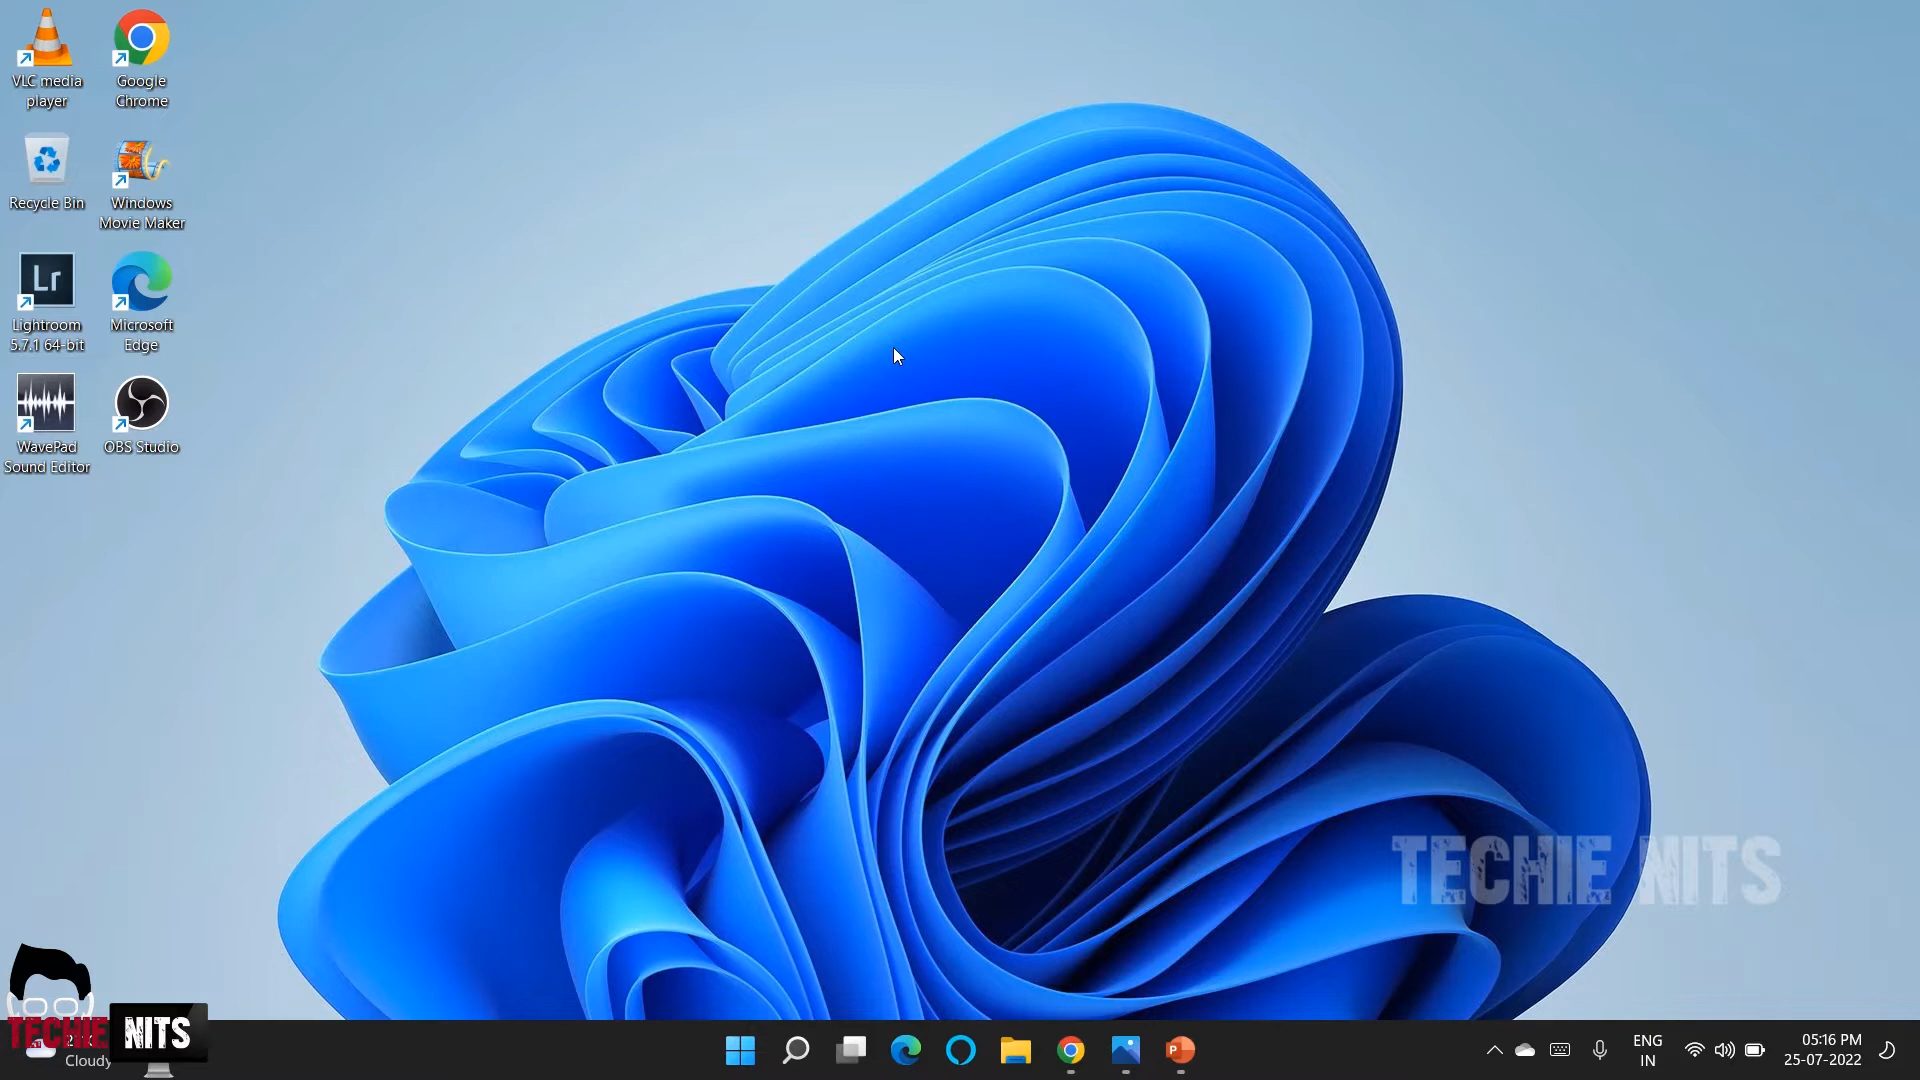 VLC media
player
Google
Chrome
Recycle Bin
Windows
Movie Maker
Lr
Lightroom
5.7.1 64-bit
Microsoft
Edge
WavePad
Sound Editor
OBS Studio
TECHIE NITS
TECHIE NITS
Cloudy
P
ENG
IN
05:16 PM
25-07-2022